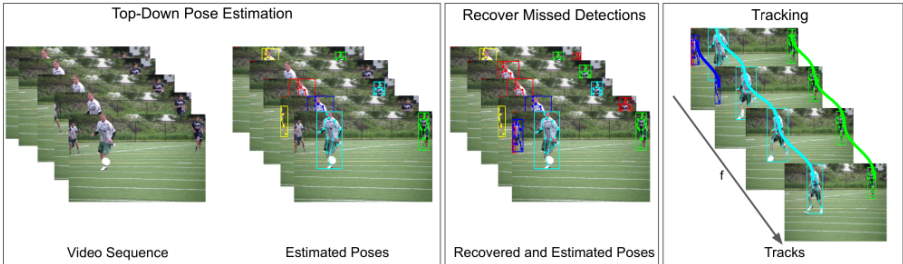 Top-Down Pose Estimation
Recover Missed Detections
Tracking
f
Video Sequence
Estimated Poses
Recovered and Estimated Poses
Tracks